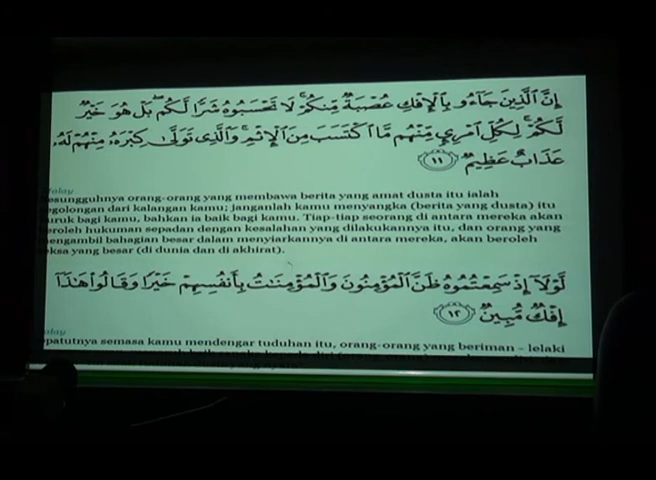 إِنَّ الَّذِينَ جَاءُو بِالْإِفْكِ عُصْبَةٌ مِّنكُمْ ۚ لَا تَحْسَبُوهُ شَرًّا لَّكُم ۖ بَلْ هُوَ خَيْرٌ
لَّكُمْ ۚ لِكُلِّ امْرِئٍ مِّنْهُم مَّا اكْتَسَبَ مِنَ الْإِثْمِ ۚ وَالَّذِي تَوَلَّىٰ كِبْرَهُ مِنْهُمْ لَهُ
عَذَابٌ عَظِيمٌ ﴿١١﴾
Malay
esungguhnya orang-orang yang membawa berita yang amat dusta itu ialah
egolongan dari kalangan kamu; janganlah kamu menyangka (berita yang dusta) itu
uruk bagi kamu, bahkan ia baik bagi kamu. Tiap-tiap seorang di antara mereka akan
eroleh hukuman sepadan dengan kesalahan yang dilakukannya itu, dan orang yang
engambil bahagian besar dalam menyiarkannya di antara mereka, akan beroleh
eksa yang besar (di dunia dan di akhirat).
لَّوْلَا إِذْ سَمِعْتُمُوهُ ظَنَّ الْمُؤْمِنُونَ وَالْمُؤْمِنَاتُ بِأَنفُسِهِمْ خَيْرًا وَقَالُوا هَٰذَا
إِفْكٌ مُّبِينٌ ﴿١٢﴾
alay
epatutnya semasa kamu mendengar tuduhan itu, orang-orang yang beriman - lelaki